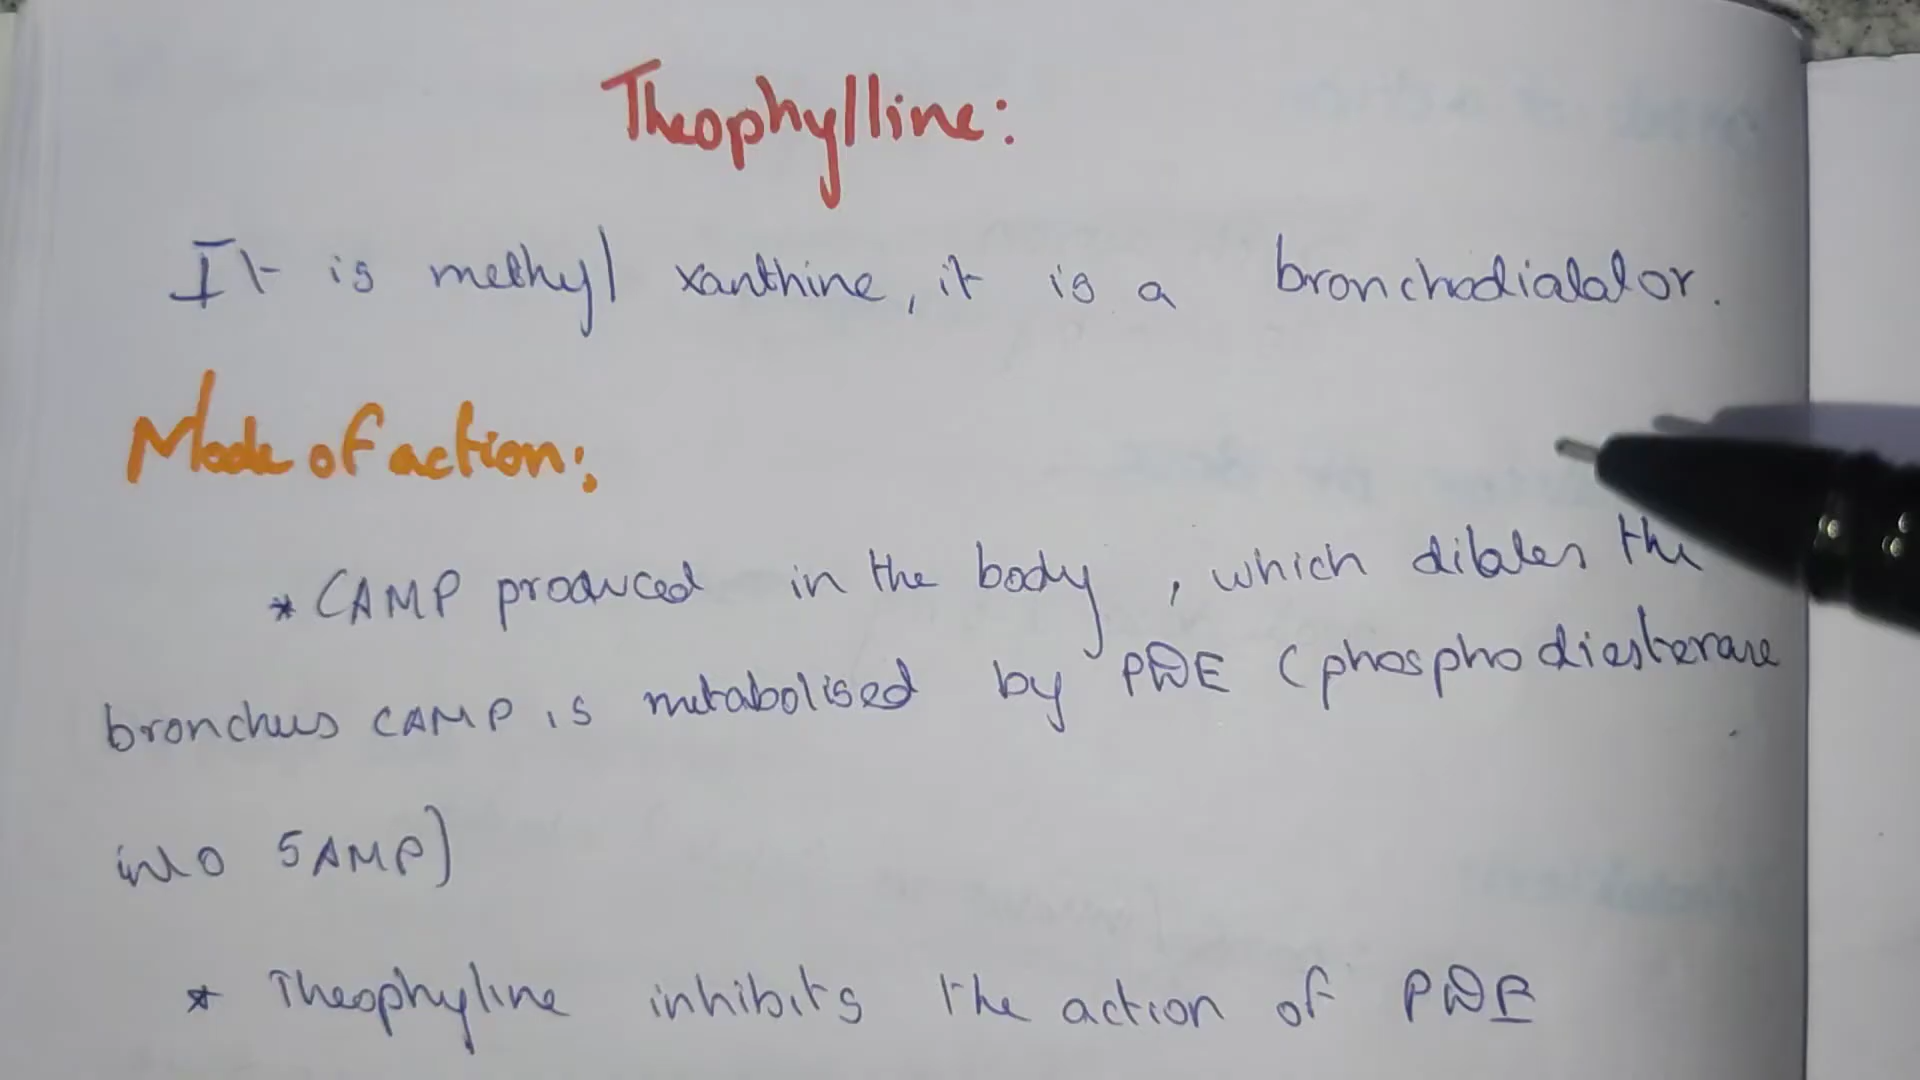 Theophylline:
It is methyl xanthine, it is a bronchodialator.
Mode of action:
* CAMP produced in the body, which dilates the
bronchus CAMP is metabolised by PDE (phosphodiesterase
into 5AMP)
* Theophyline inhibits the action of PDE